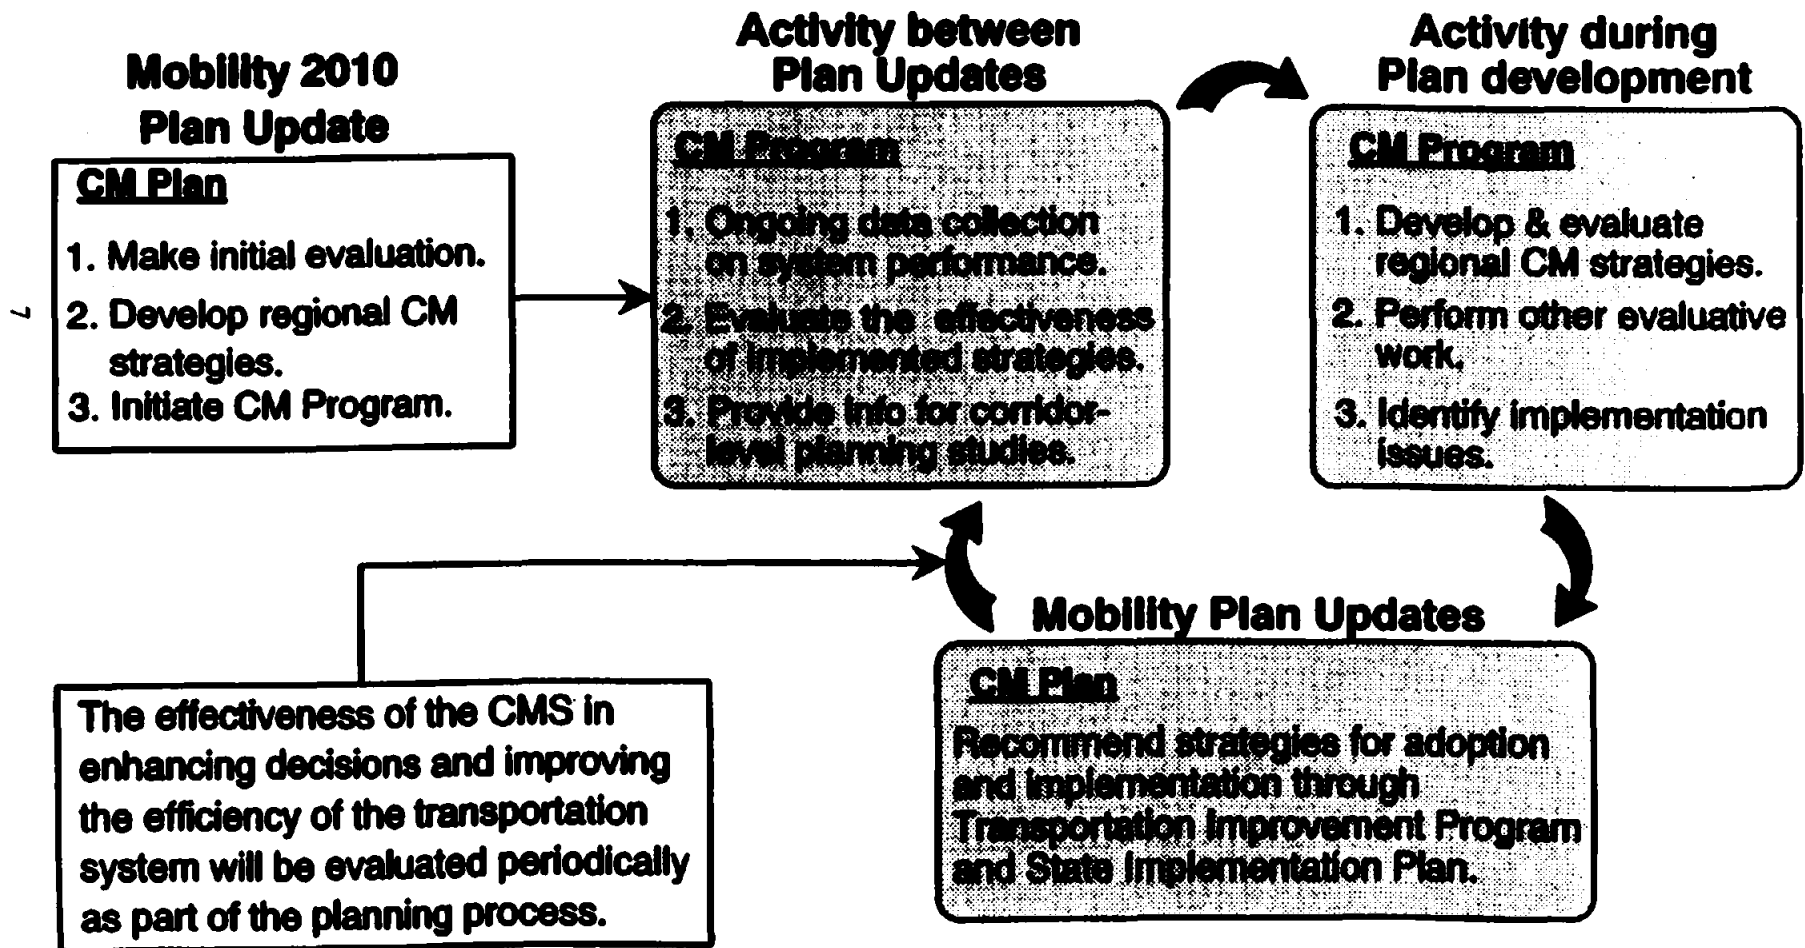 Mobility 2010
Plan Update
CM Plan
1. Make initial evaluation.
2. Develop regional CM
strategies.
3. Initiate CM Program.
Activity between
Plan Updates
CM Program
1. Ongoing data collection
on system performance.
2. Evaluate the effectiveness
of implemented strategies.
3. Provide info for corridor-
level planning studies.
Activity during
Plan development
CM Program
1. Develop & evaluate
regional CM strategies.
2. Perform other evaluative
work.
3. Identify implementation
issues.
Mobility Plan Updates
CM Plan
Recommend strategies for adoption
and implementation through
Transportation Improvement Program
and State Implementation Plan.
The effectiveness of the CMS in
enhancing decisions and improving
the efficiency of the transportation
system will be evaluated periodically
as part of the planning process.